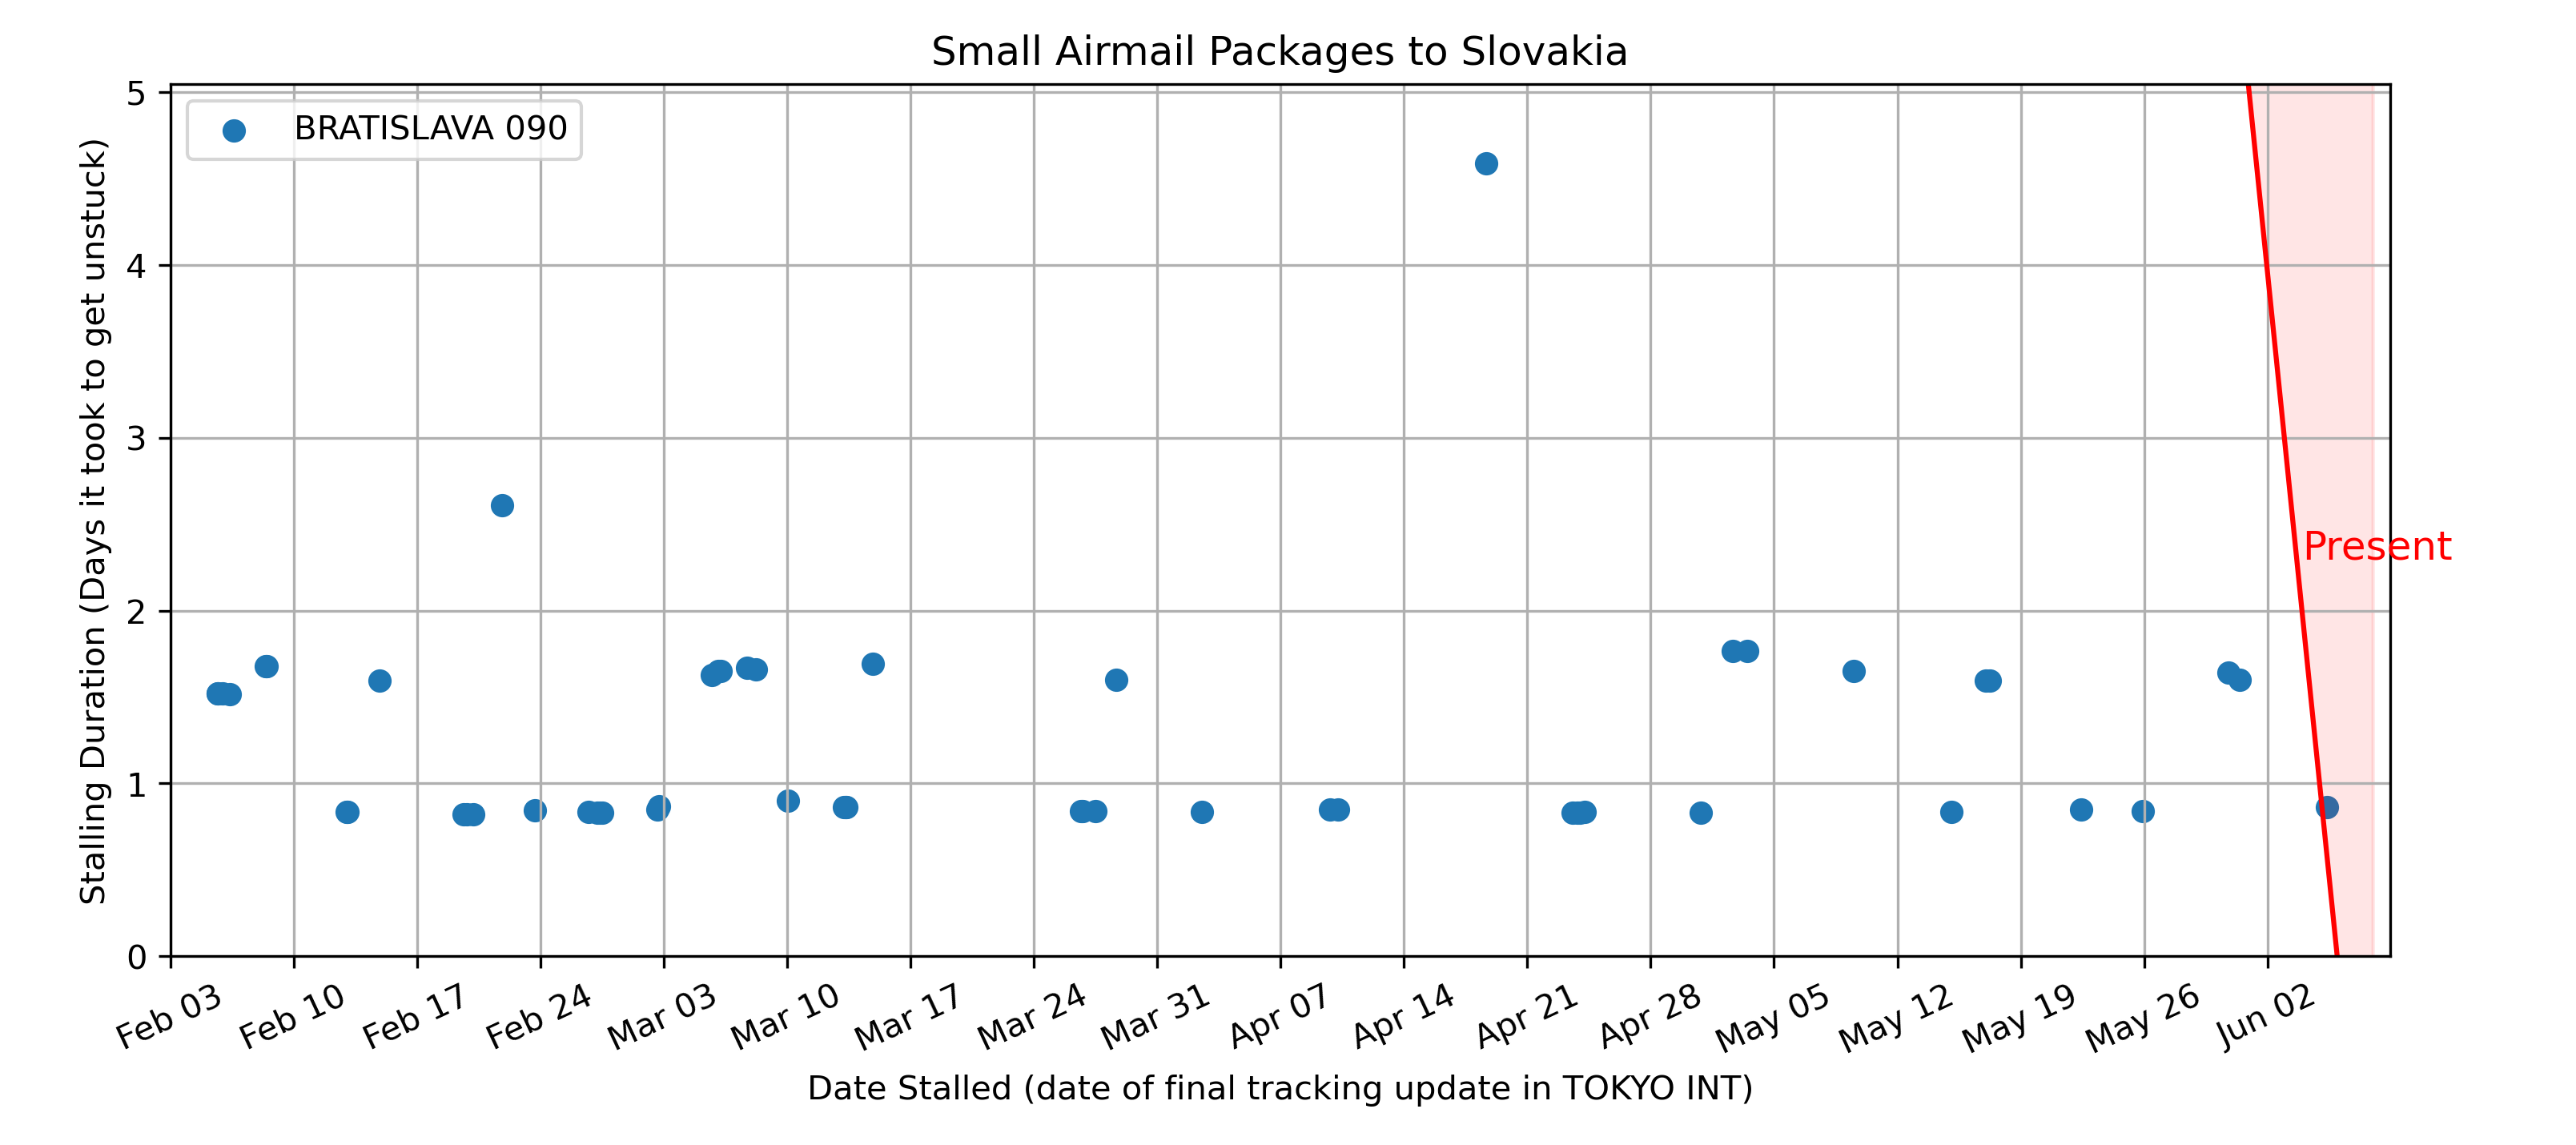 Small Airmail Packages to Slovakia
BRATISLAVA 090
Stalling Duration (Days it took to get unstuck)
5
4
3
2
1
0
Present
Feb 03
Feb 10
Feb 17
Feb 24
Mar 03
Mar 10
Mar 17
Mar 24
Mar 31
Apr 07
Apr 14
Apr 21
Apr 28
May 05
May 12
May 19
May 26
Jun 02
Date Stalled (date of final tracking update in TOKYO INT)